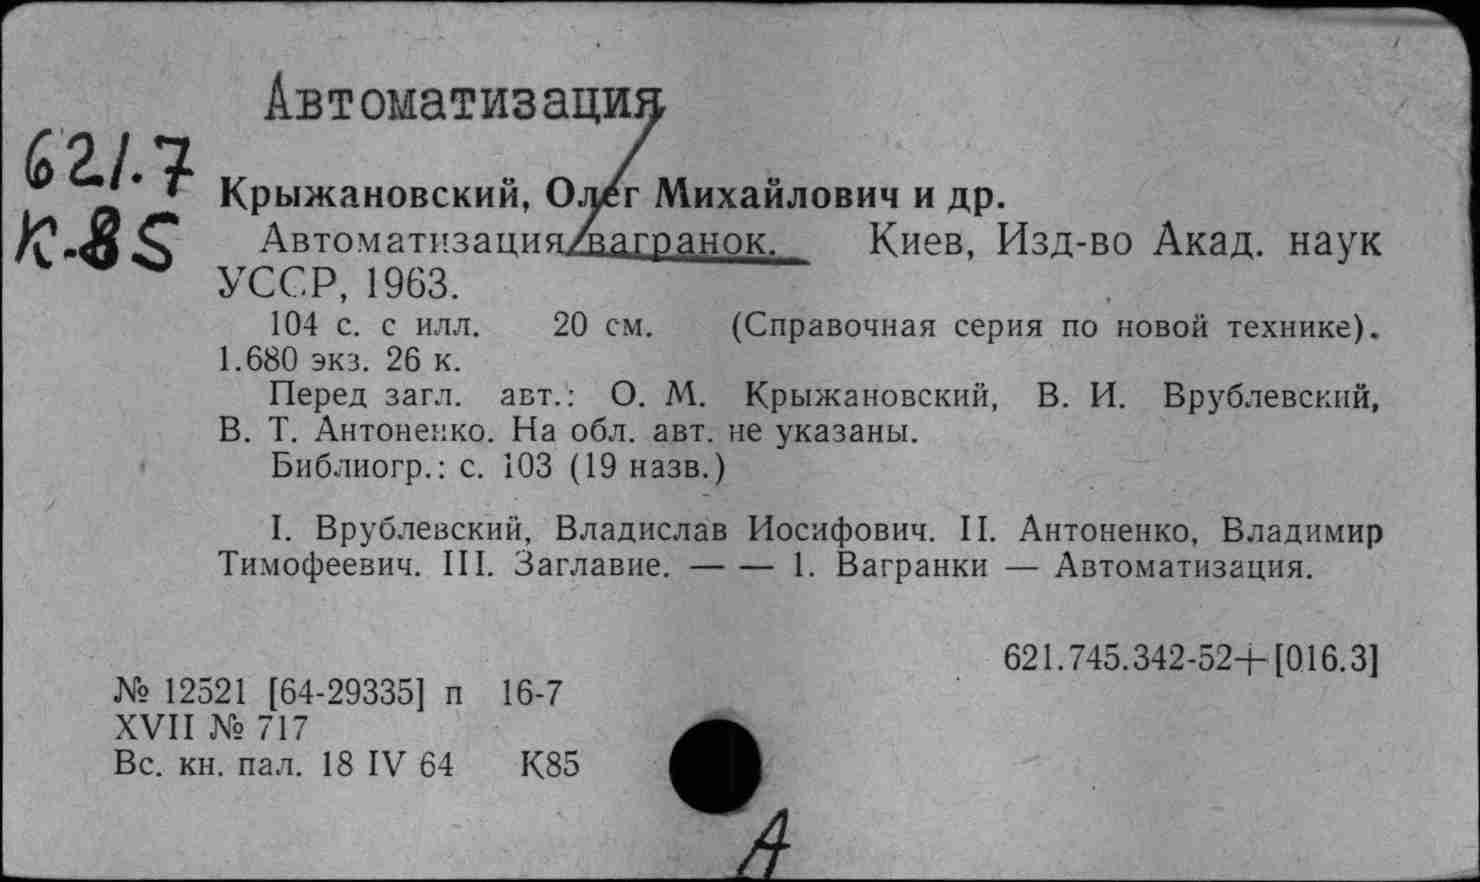 Автоматизация
621.7
К-85
Крыжановский, Олег Михайлович и др.
Автоматизация вагранок. Киев, Изд-во Акад. наук
УССР, 1963.
104 с. с илл. 20 см. (Справочная серия по новой технике).
1.680 экз. 26 к.
Перед загл. авт.: О. М. Крыжановский, В. И. Врублевский,
В. Т. Антоненко. На обл. авт. не указаны.
Библиогр.: с. 103 (19 назв.)
I. Врублевский, Владислав Иосифович. II. Антоненко, Владимир
Тимофеевич. III. Заглавие. — — 1. Вагранки — Автоматизация.
621.745.342-52+[016.3]
№ 12521 [64-29335] п 16-7
XVII № 717
Вс. кн. пал. 18 IV 64 К85
А